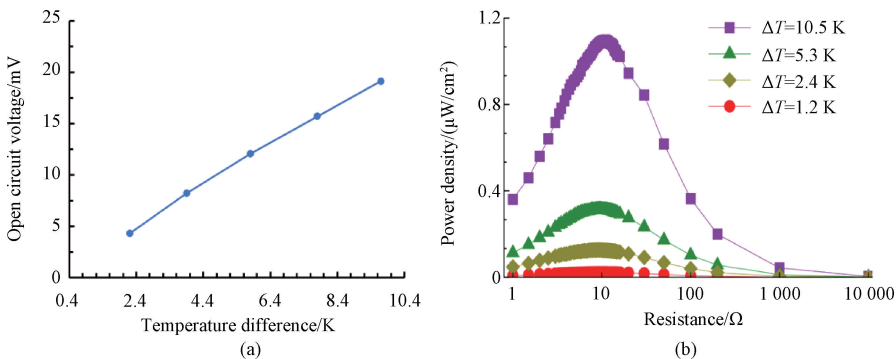 25
20
15
10
5
0
0.4 2.4 4.4 6.4 8.4 10.4
Open circuit voltage/mV
Temperature difference/K
(a)
1.2
0.8
0.4
0
1 10 100 1 000 10 000
Power density/(μW/cm²)
Resistance/Ω
ΔT=10.5 K
ΔT=5.3 K
ΔT=2.4 K
ΔT=1.2 K
(b)